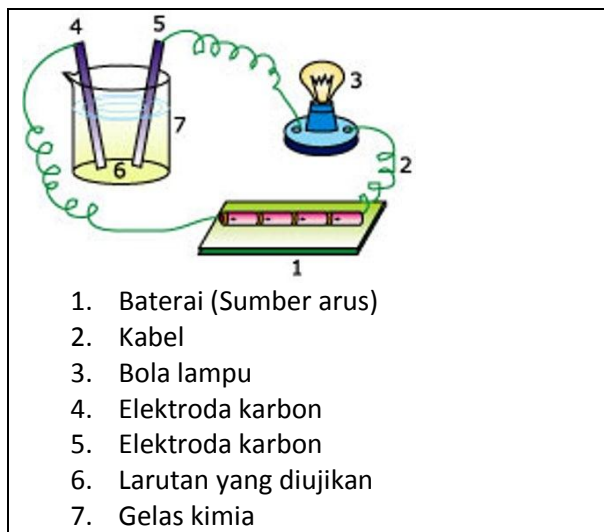 4
5
3
7
2
6
1
1. Baterai (Sumber arus)
2. Kabel
3. Bola lampu
4. Elektroda karbon
5. Elektroda karbon
6. Larutan yang diujikan
7. Gelas kimia